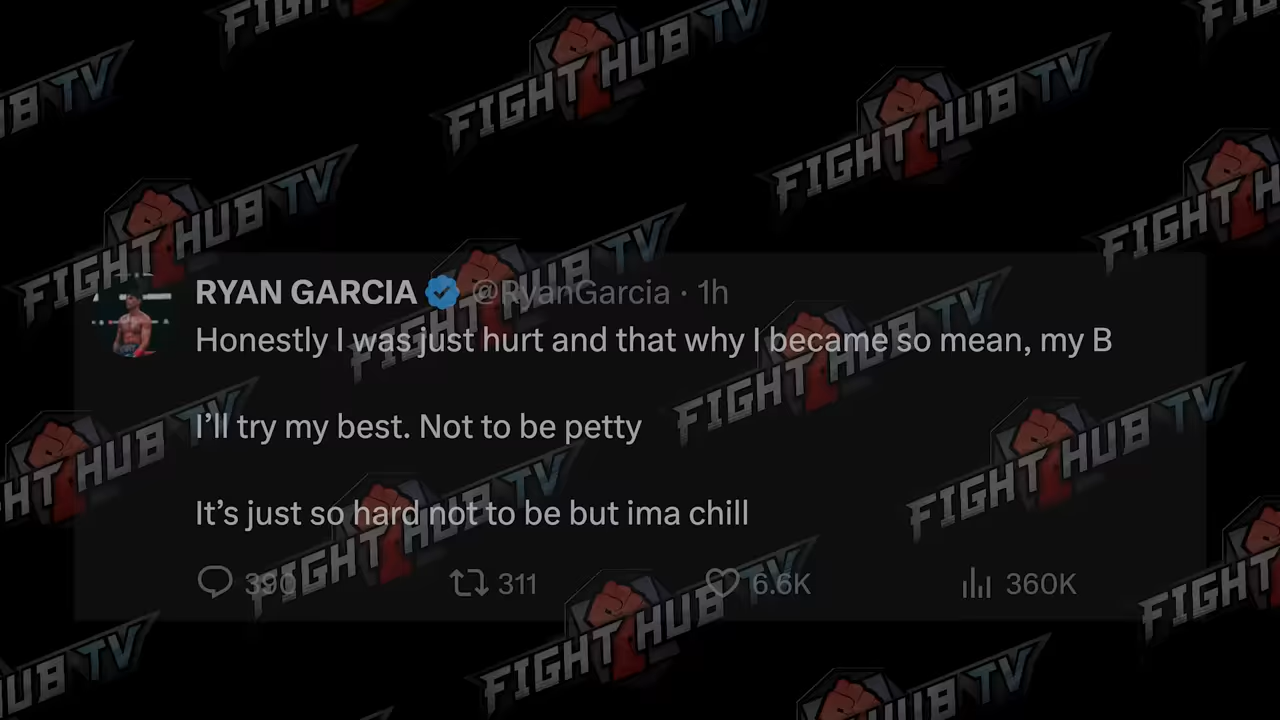 FIGHT HUB TV
RYAN GARCIA @RyanGarcia · 1h
Honestly I was just hurt and that why I became so mean, my B
I'll try my best. Not to be petty
It's just so hard not to be but ima chill
390 311 6.6K 360K